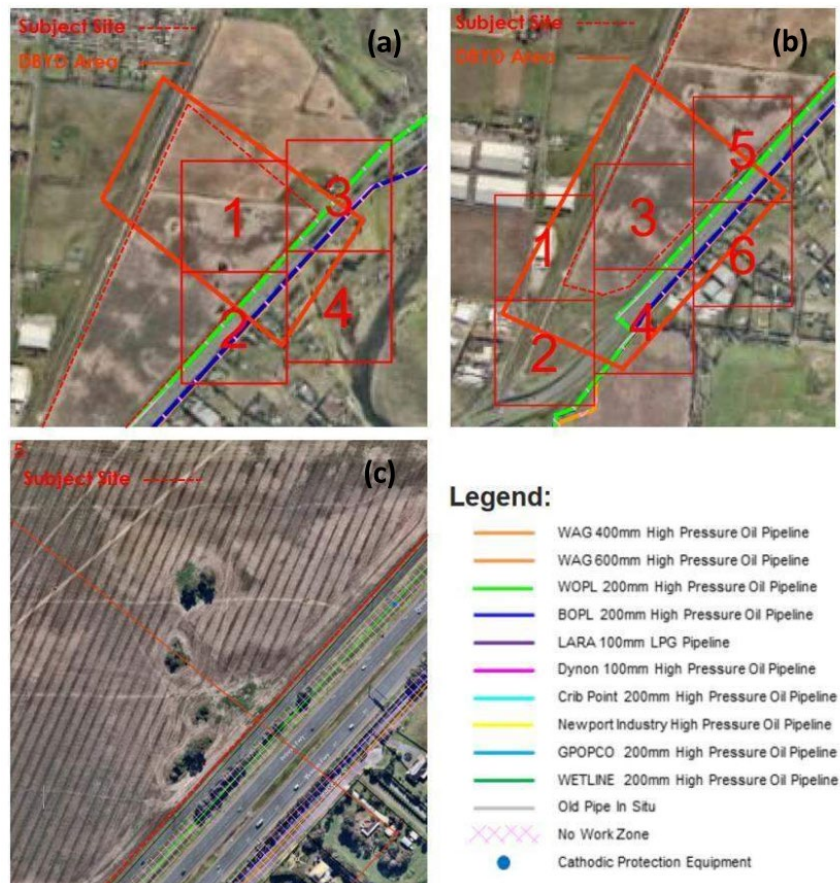 Subject Site
(a)
DBYD Area
1
3
2
4
Subject Site
(b)
DBYD Area
5
1
3
6
2
4
5
Subject Site
(c)
Legend:
WAG 400mm High Pressure Oil Pipeline
WAG 600mm High Pressure Oil Pipeline
WOPL 200mm High Pressure Oil Pipeline
BOPL 200mm High Pressure Oil Pipeline
LARA 100mm LPG Pipeline
Dynon 100mm High Pressure Oil Pipeline
Crib Point 200mm High Pressure Oil Pipeline
Newport Industry High Pressure Oil Pipeline
GPOPCO 200mm High Pressure Oil Pipeline
WETLINE 200mm High Pressure Oil Pipeline
Old Pipe In Situ
No Work Zone
Cathodic Protection Equipment